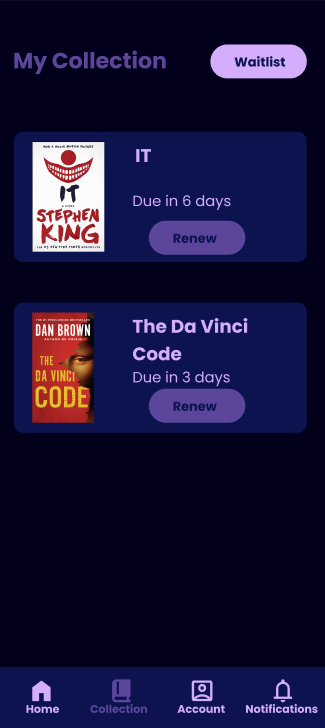 My Collection
Waitlist
IT
IT
STEPHEN
KING
Due in 6 days
Renew
DAN BROWN
THE
DA VINCI
CODE
The Da Vinci
Code
Due in 3 days
Renew
Home
Collection
Account
Notifications